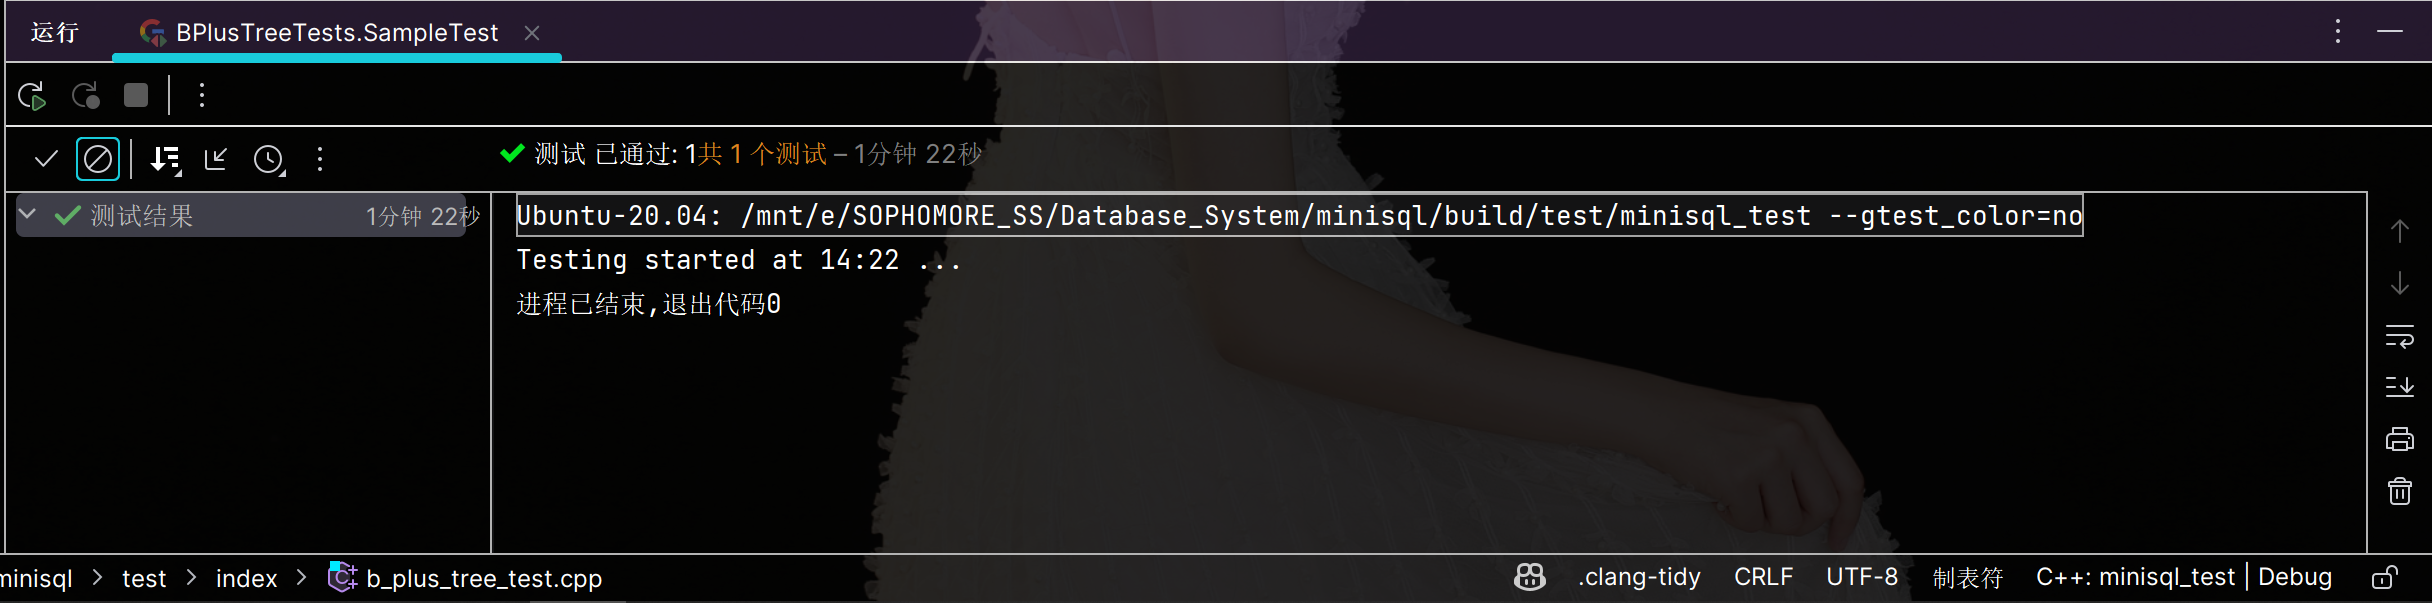 运行 BPlusTreeTests.SampleTest
测试 已通过: 1共 1 个测试 – 1分钟 22秒
测试结果 1分钟 22秒
Ubuntu-20.04: /mnt/e/SOPHOMORE_SS/Database_System/minisql/build/test/minisql_test --gtest_color=no
Testing started at 14:22 ...
进程已结束,退出代码0
minisql > test > index > b_plus_tree_test.cpp .clang-tidy CRLF UTF-8 制表符 C++: minisql_test | Debug